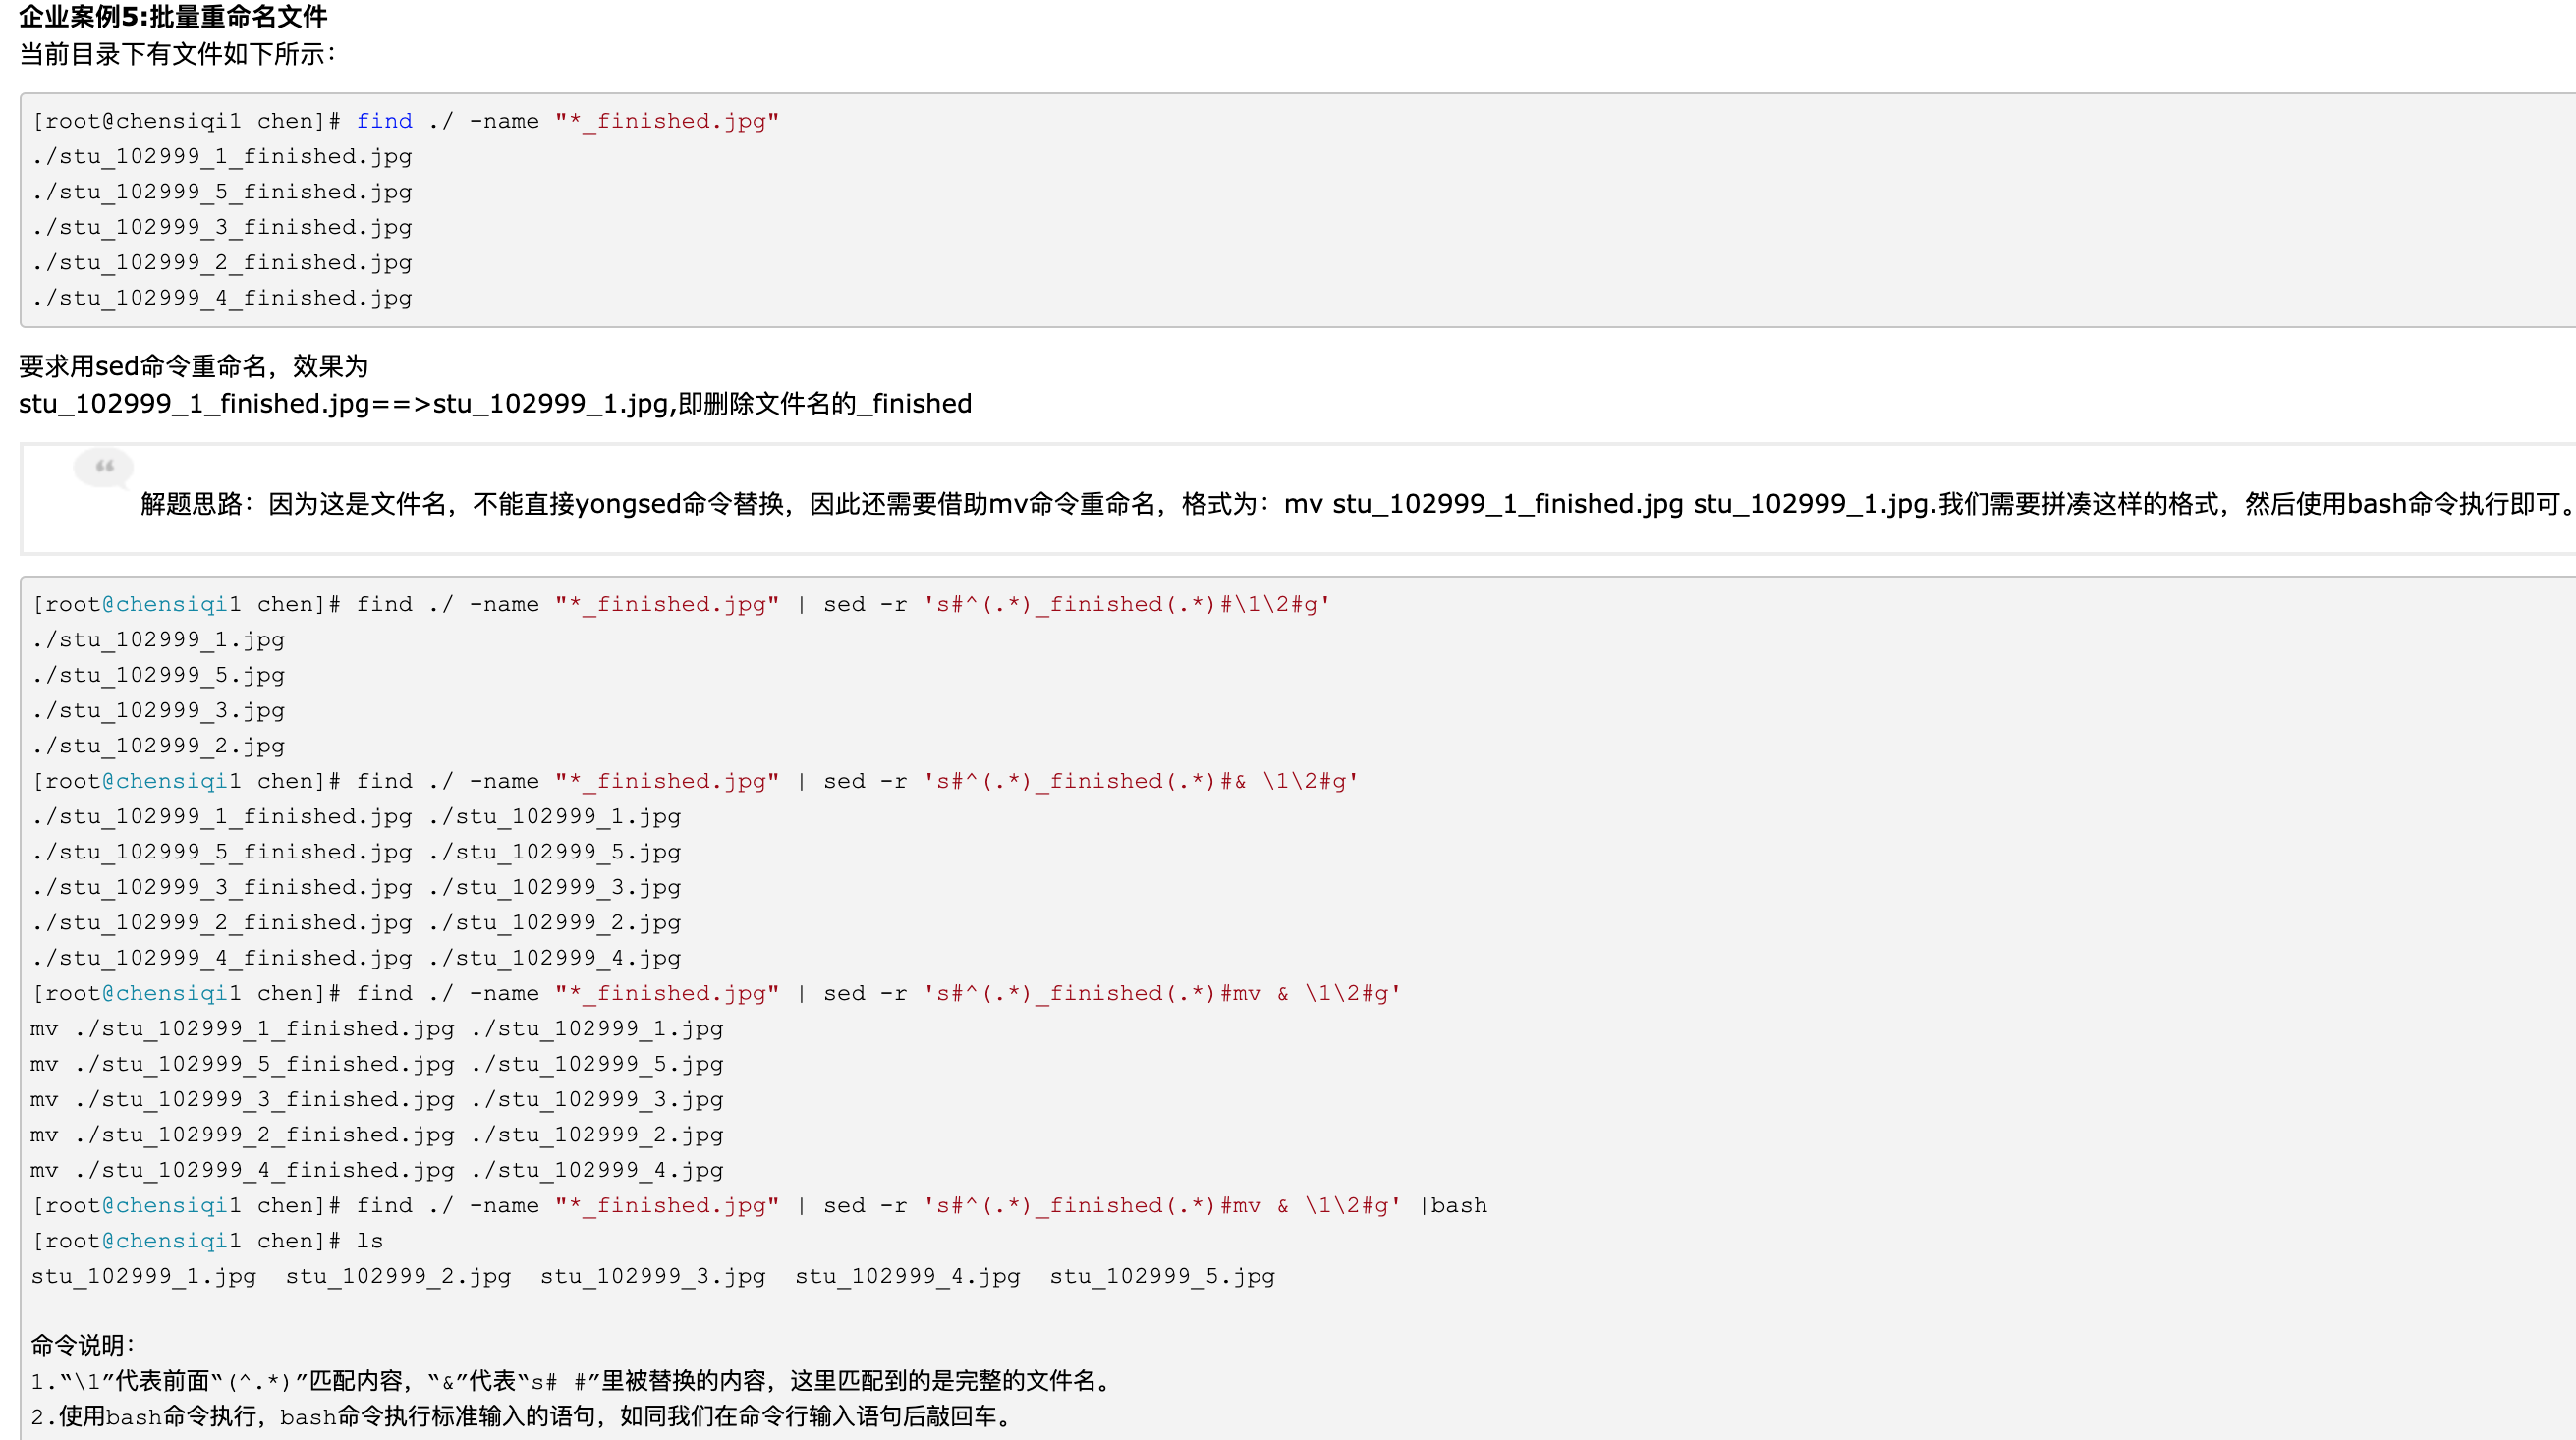 企业案例5:批量重命名文件
当前目录下有文件如下所示：
[root@chensiqi1 chen]# find ./ -name "*_finished.jpg"
./stu_102999_1_finished.jpg
./stu_102999_5_finished.jpg
./stu_102999_3_finished.jpg
./stu_102999_2_finished.jpg
./stu_102999_4_finished.jpg
要求用sed命令重命名，效果为
stu_102999_1_finished.jpg==>stu_102999_1.jpg,即删除文件名的_finished
解题思路：因为这是文件名，不能直接yongsed命令替换，因此还需要借助mv命令重命名，格式为：mv stu_102999_1_finished.jpg stu_102999_1.jpg.我们需要拼凑这样的格式，然后使用bash命令执行即可。
[root@chensiqi1 chen]# find ./ -name "*_finished.jpg" | sed -r 's#^(.*)_finished(.*)#\1\2#g'
./stu_102999_1.jpg
./stu_102999_5.jpg
./stu_102999_3.jpg
./stu_102999_2.jpg
[root@chensiqi1 chen]# find ./ -name "*_finished.jpg" | sed -r 's#^(.*)_finished(.*)#& \1\2#g'
./stu_102999_1_finished.jpg ./stu_102999_1.jpg
./stu_102999_5_finished.jpg ./stu_102999_5.jpg
./stu_102999_3_finished.jpg ./stu_102999_3.jpg
./stu_102999_2_finished.jpg ./stu_102999_2.jpg
./stu_102999_4_finished.jpg ./stu_102999_4.jpg
[root@chensiqi1 chen]# find ./ -name "*_finished.jpg" | sed -r 's#^(.*)_finished(.*)#mv & \1\2#g'
mv ./stu_102999_1_finished.jpg ./stu_102999_1.jpg
mv ./stu_102999_5_finished.jpg ./stu_102999_5.jpg
mv ./stu_102999_3_finished.jpg ./stu_102999_3.jpg
mv ./stu_102999_2_finished.jpg ./stu_102999_2.jpg
mv ./stu_102999_4_finished.jpg ./stu_102999_4.jpg
[root@chensiqi1 chen]# find ./ -name "*_finished.jpg" | sed -r 's#^(.*)_finished(.*)#mv & \1\2#g' |bash
[root@chensiqi1 chen]# ls
stu_102999_1.jpg  stu_102999_2.jpg  stu_102999_3.jpg  stu_102999_4.jpg  stu_102999_5.jpg
命令说明：
1.“\1”代表前面“(^.*)”匹配内容，“&”代表“s# #”里被替换的内容，这里匹配到的是完整的文件名。
2.使用bash命令执行，bash命令执行标准输入的语句，如同我们在命令行输入语句后敲回车。